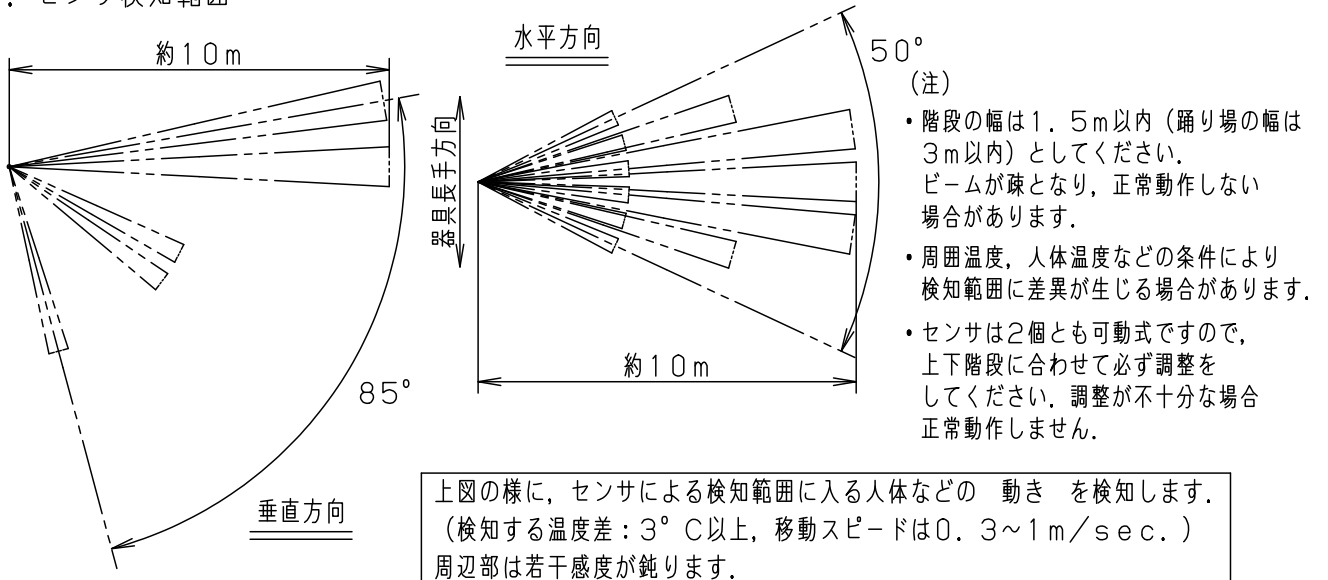 ．センサ検知範囲
約１０ｍ
85°
垂直方向
水平方向
50°
器具長手方向
約１０ｍ
（注）
・階段の幅は１．５ｍ以内（踊り場の幅は
３ｍ以内）としてください．
ビームが疎となり，正常動作しない
場合があります．
・周囲温度，人体温度などの条件により
検知範囲に差異が生じる場合があります．
・センサは２個とも可動式ですので，
上下階段に合わせて必ず調整を
してください．調整が不十分な場合
正常動作しません．
上図の様に，センサによる検知範囲に入る人体などの　動き　を検知します．
（検知する温度差：３°Ｃ以上，移動スピードは０．３～１ｍ／ｓｅｃ．）
周辺部は若干感度が鈍ります．